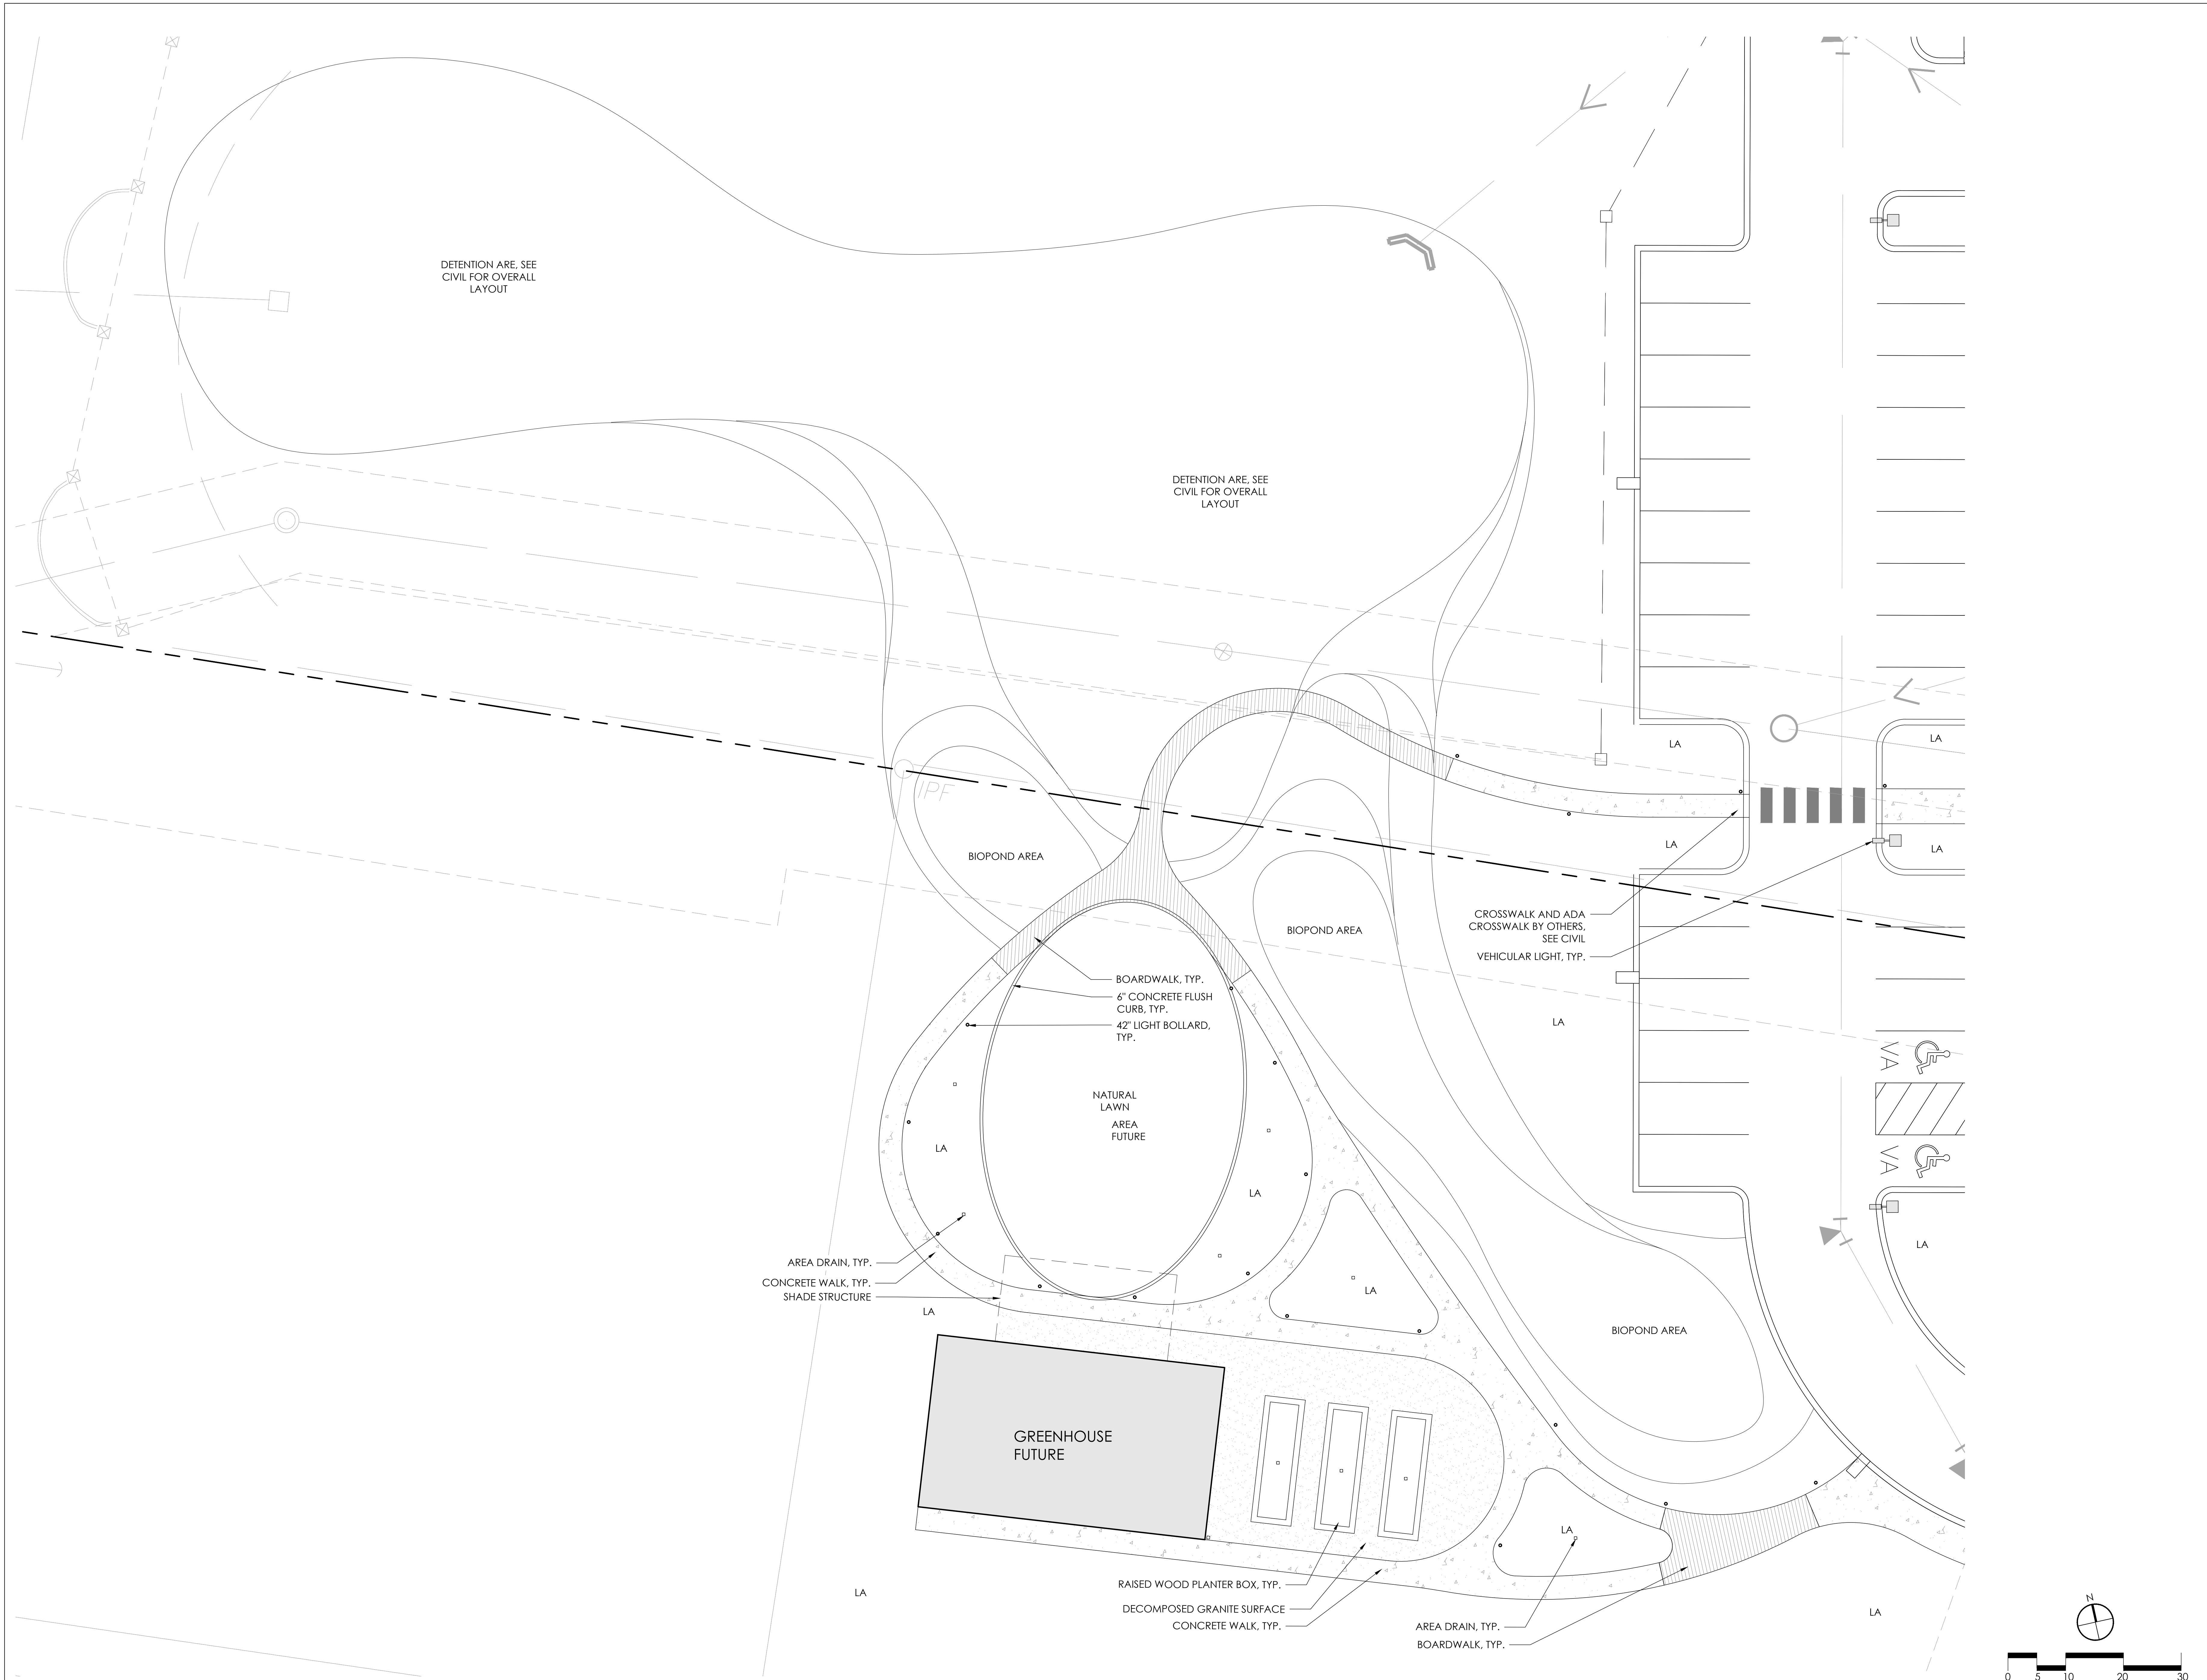 DETENTION ARE, SEE
CIVIL FOR OVERALL
LAYOUT
DETENTION ARE, SEE
CIVIL FOR OVERALL
LAYOUT
LA
LA
IPF
LA
LA
BIOPOND AREA
BIOPOND AREA
CROSSWALK AND ADA
CROSSWALK BY OTHERS,
SEE CIVIL
VEHICULAR LIGHT, TYP.
BOARDWALK, TYP.
6" CONCRETE FLUSH
CURB, TYP.
42" LIGHT BOLLARD,
TYP.
LA
VA
NATURAL
LAWN
AREA
FUTURE
LA
VA
LA
LA
AREA DRAIN, TYP.
CONCRETE WALK, TYP.
SHADE STRUCTURE
LA
LA
BIOPOND AREA
GREENHOUSE
FUTURE
LA
RAISED WOOD PLANTER BOX, TYP.
DECOMPOSED GRANITE SURFACE
CONCRETE WALK, TYP.
LA
AREA DRAIN, TYP.
BOARDWALK, TYP.
LA
N
0 5 10 20 30